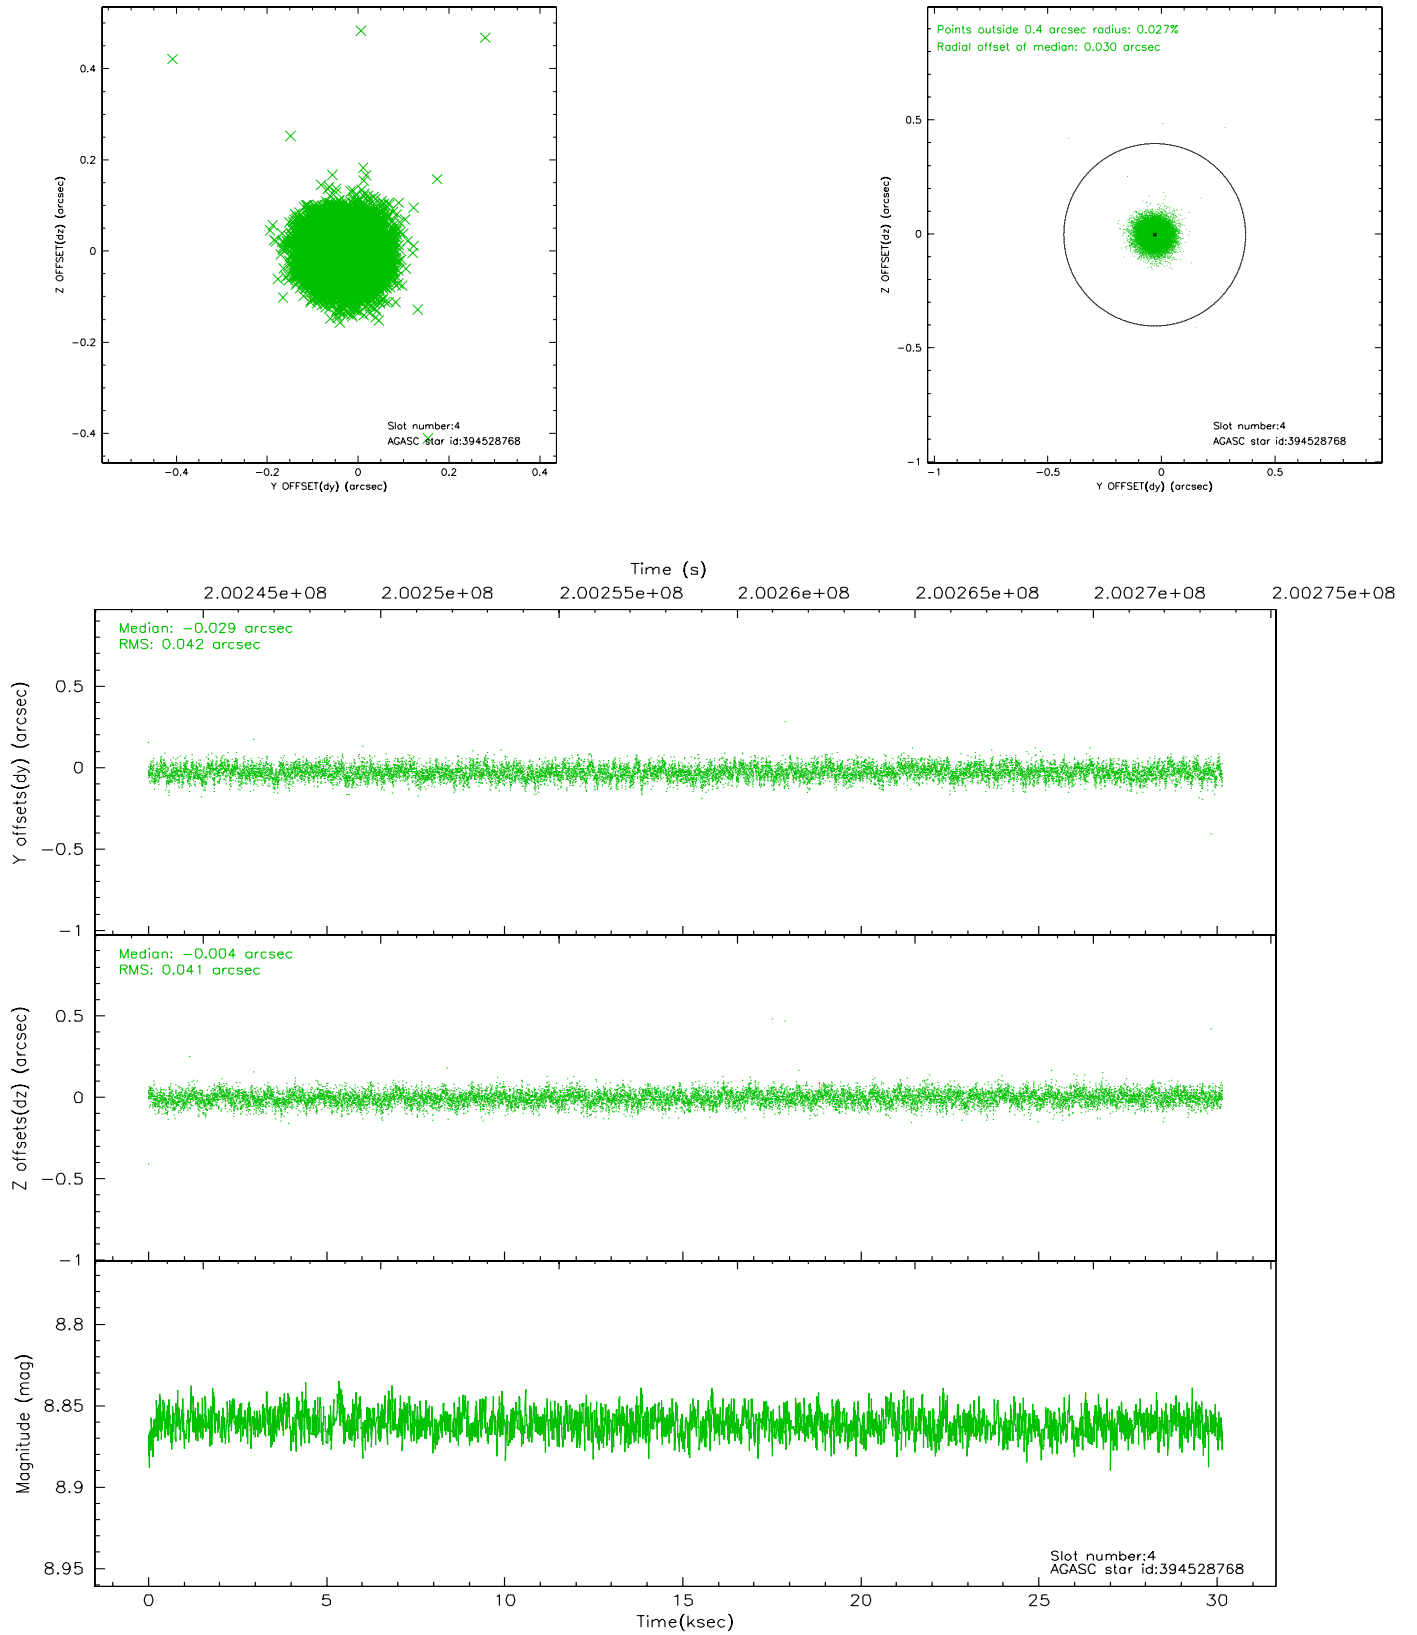 0.4
0.2
0
-0.2
-0.4
Z OFFSET(dz) (arcsec)
-0.4 -0.2 0 0.2 0.4
Y OFFSET(dy) (arcsec)
Slot number:4
AGASC star id:394528768
Points outside 0.4 arcsec radius: 0.027%
Radial offset of median: 0.030 arcsec
0.5
0
-0.5
-1
Z OFFSET(dz) (arcsec)
-1 -0.5 0 0.5
Y OFFSET(dy) (arcsec)
Slot number:4
AGASC star id:394528768
Time (s)
2.00245e+08 2.0025e+08 2.00255e+08 2.0026e+08 2.00265e+08 2.0027e+08 2.00275e+08
Median: -0.029 arcsec
RMS: 0.042 arcsec
0.5
0
-0.5
-1
Y offsets(dy) (arcsec)
Median: -0.004 arcsec
RMS: 0.041 arcsec
0.5
0
-0.5
-1
Z offsets(dz) (arcsec)
8.8
8.85
8.9
8.95
Magnitude (mag)
Slot number:4
AGASC star id:394528768
0 5 10 15 20 25 30
Time(ksec)